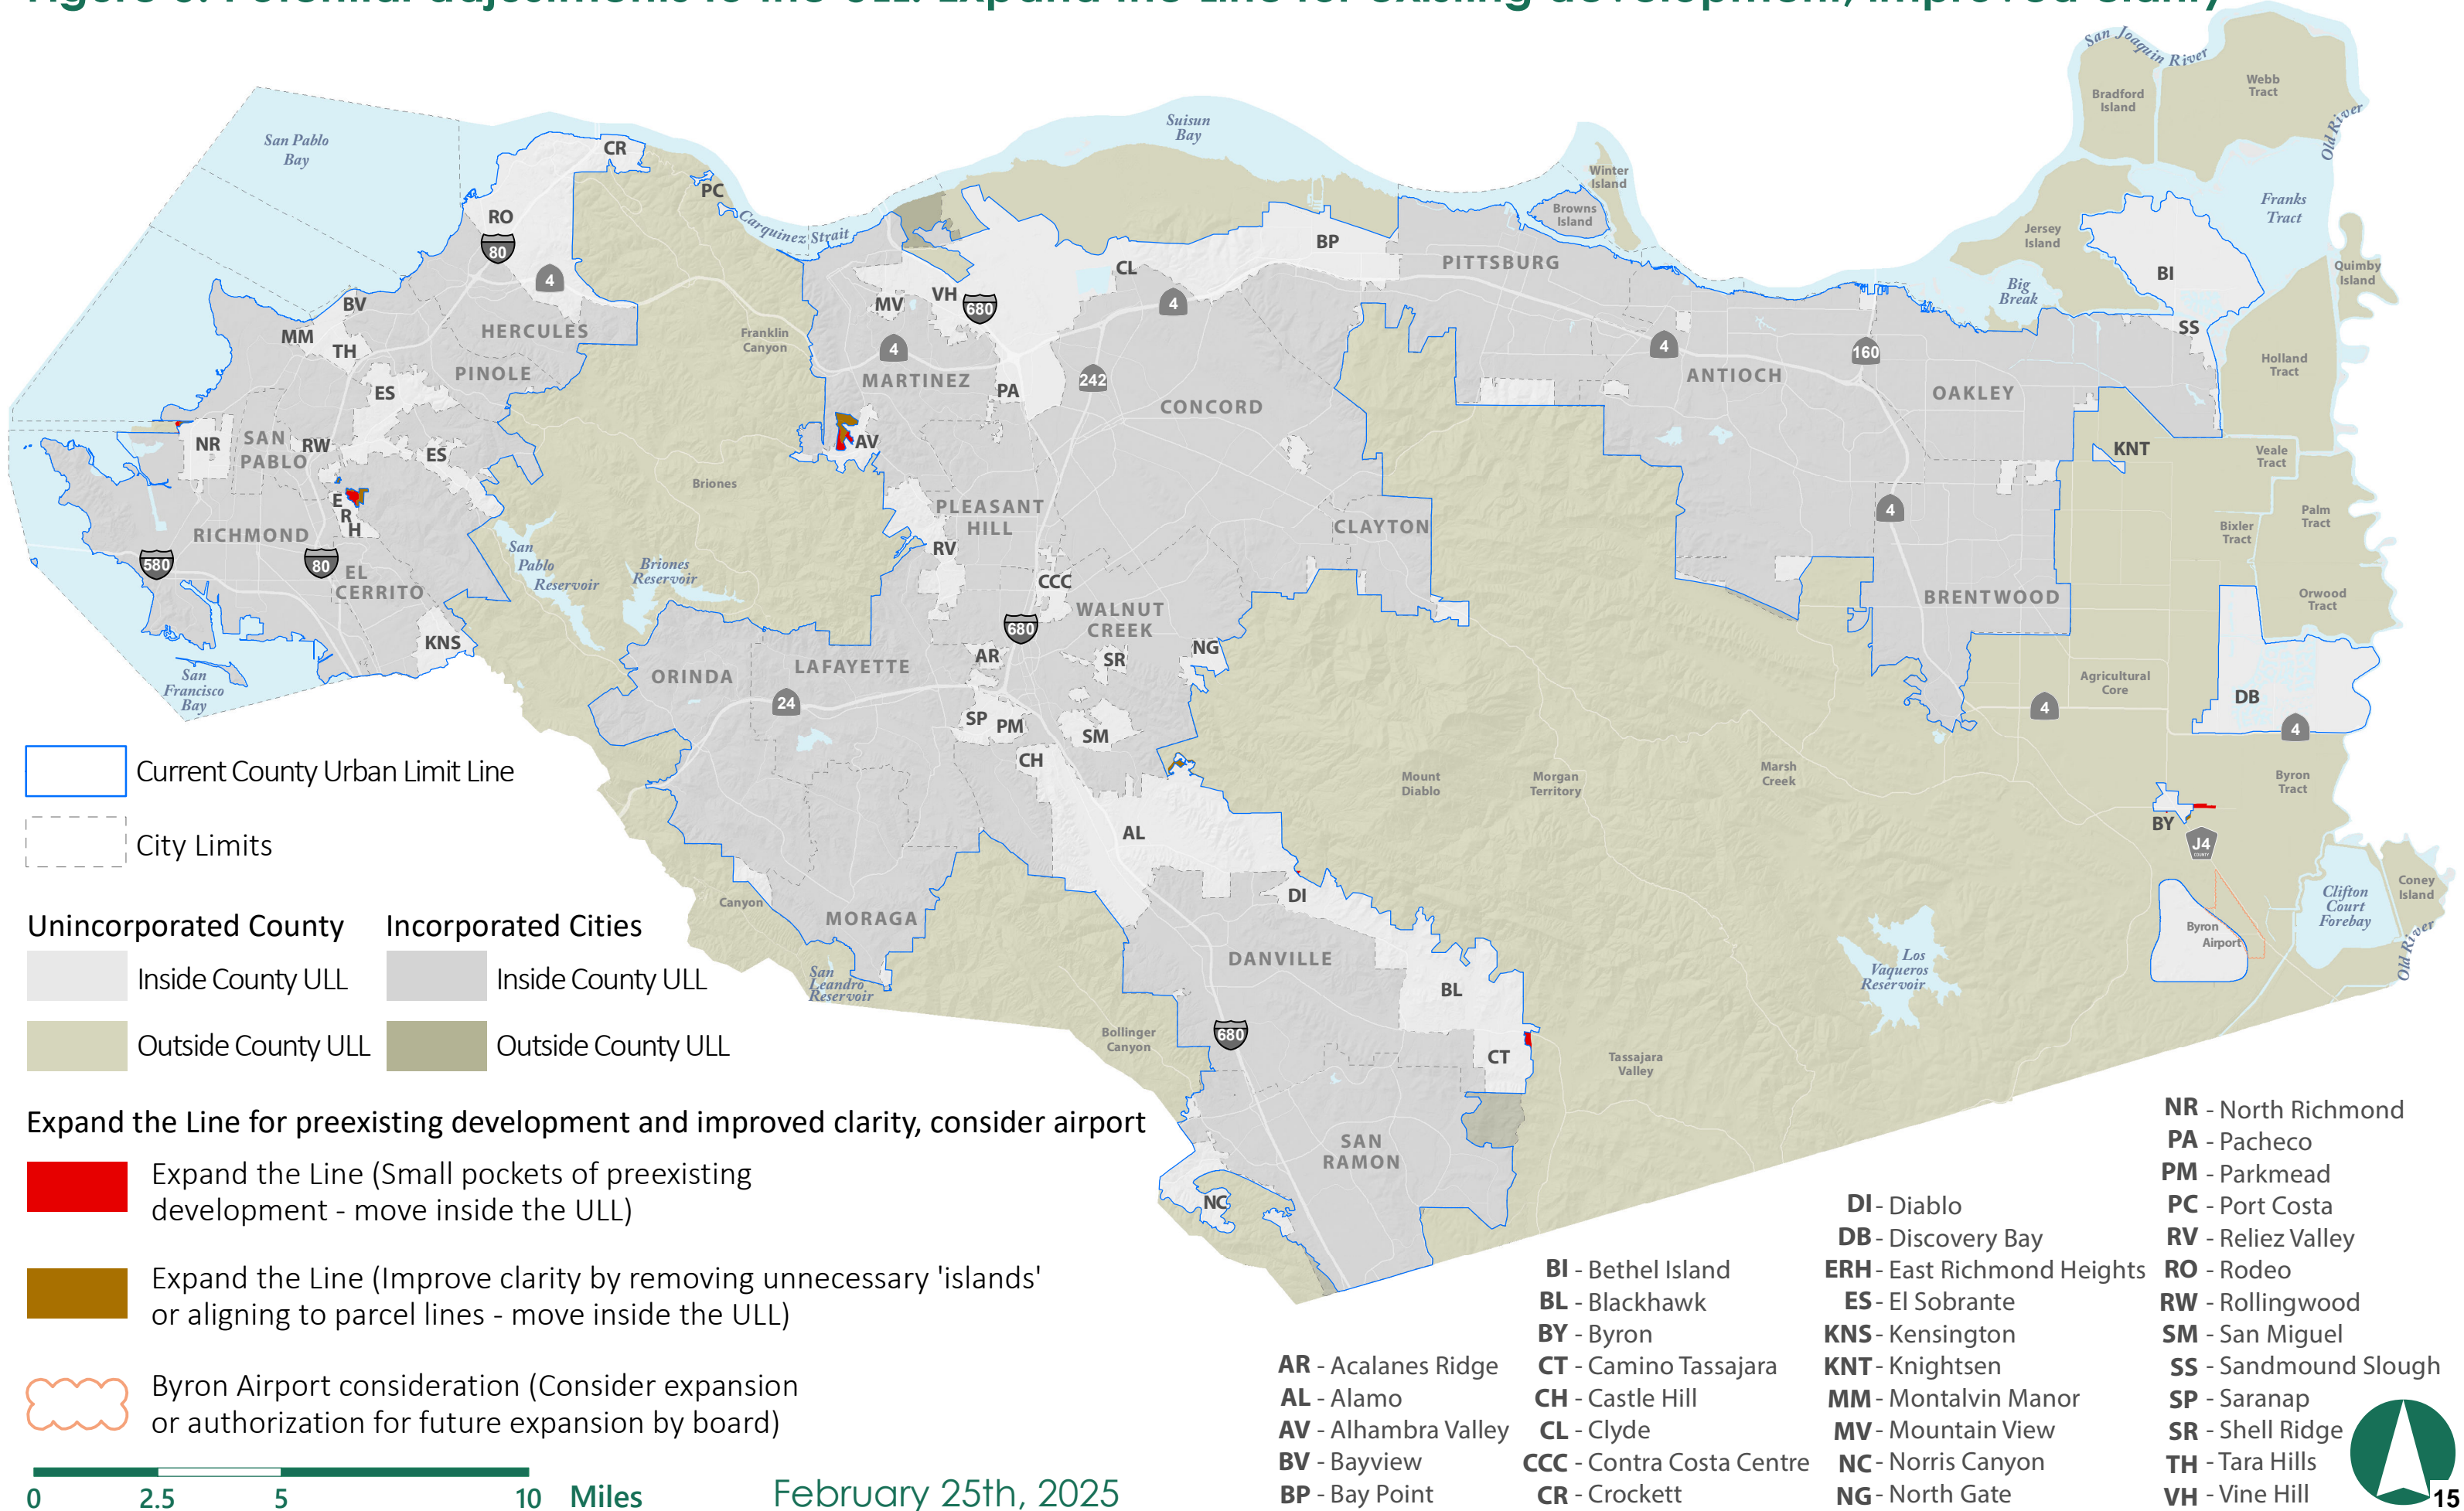 Figure 5: Potential adjustments to the ULL: Expand the Line for existing development, improved clarity
San Joaquin River
Webb
Tract
Bradford
Island
Old River
San Pablo
Bay
Suisun
Bay
CR
PC
Carquinez Strait
Winter
Island
Browns
Island
Franks
Tract
Jersey
Island
Quimby
Island
RO
80
4
BP
PITTSBURG
BI
Big
Break
CL
VH
MV
680
4
BV
MM
TH
HERCULES
Franklin
Canyon
4
4
160
SS
Holland
Tract
PINOLE
ES
MARTINEZ
PA
242
CONCORD
ANTIOCH
OAKLEY
NR
SAN
PABLO
RW
ES
AV
KNT
Veale
Tract
Briones
E
R
H
RICHMOND
PLEASANT
HILL
CLAYTON
4
Bixler
Tract
Palm
Tract
580
80
EL
CERRITO
San
Pablo
Reservoir
Briones
Reservoir
RV
CCC
WALNUT
CREEK
BRENTWOOD
Orwood
Tract
KNS
680
AR
SR
NG
ORINDA
LAFAYETTE
San
Francisco
Bay
24
SP
PM
SM
CH
Agricultural
Core
4
DB
4
Mount
Diablo
Morgan
Territory
Marsh
Creek
Byron
Tract
BY
J4
COUNTY
AL
DI
Canyon
MORAGA
Clifton
Court
Forebay
Coney
Island
Old River
Byron
Airport
DANVILLE
San
Leandro
Reservoir
BL
Los
Vaqueros
Reservoir
Bollinger
Canyon
680
CT
Tassajara
Valley
SAN
RAMON
NC
Current County Urban Limit Line
City Limits
Unincorporated County
Incorporated Cities
Inside County ULL
Inside County ULL
Outside County ULL
Outside County ULL
Expand the Line for preexisting development and improved clarity, consider airport
Expand the Line (Small pockets of preexisting
development - move inside the ULL)
Expand the Line (Improve clarity by removing unnecessary 'islands'
or aligning to parcel lines - move inside the ULL)
Byron Airport consideration (Consider expansion
or authorization for future expansion by board)
0 2.5 5 10 Miles
February 25th, 2025
AR - Acalanes Ridge
AL - Alamo
AV - Alhambra Valley
BV - Bayview
BP - Bay Point
BI - Bethel Island
BL - Blackhawk
BY - Byron
CT - Camino Tassajara
CH - Castle Hill
CL - Clyde
CCC - Contra Costa Centre
CR - Crockett
DI - Diablo
DB - Discovery Bay
ERH - East Richmond Heights
ES - El Sobrante
KNS - Kensington
KNT - Knightsen
MM - Montalvin Manor
MV - Mountain View
NC - Norris Canyon
NG - North Gate
NR - North Richmond
PA - Pacheco
PM - Parkmead
PC - Port Costa
RV - Reliez Valley
RO - Rodeo
RW - Rollingwood
SM - San Miguel
SS - Sandmound Slough
SP - Saranap
SR - Shell Ridge
TH - Tara Hills
VH - Vine Hill
15